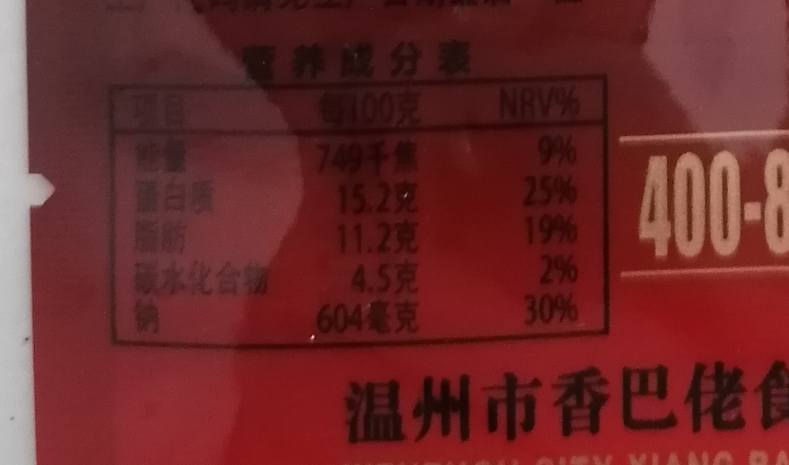 营养成分表
项目 每100克 NRV%
能量 749千焦 9%
蛋白质 15.2克 25%
脂肪 11.2克 19%
碳水化合物 4.5克 2%
钠 604毫克 30%
400-8
温州市香巴佬食